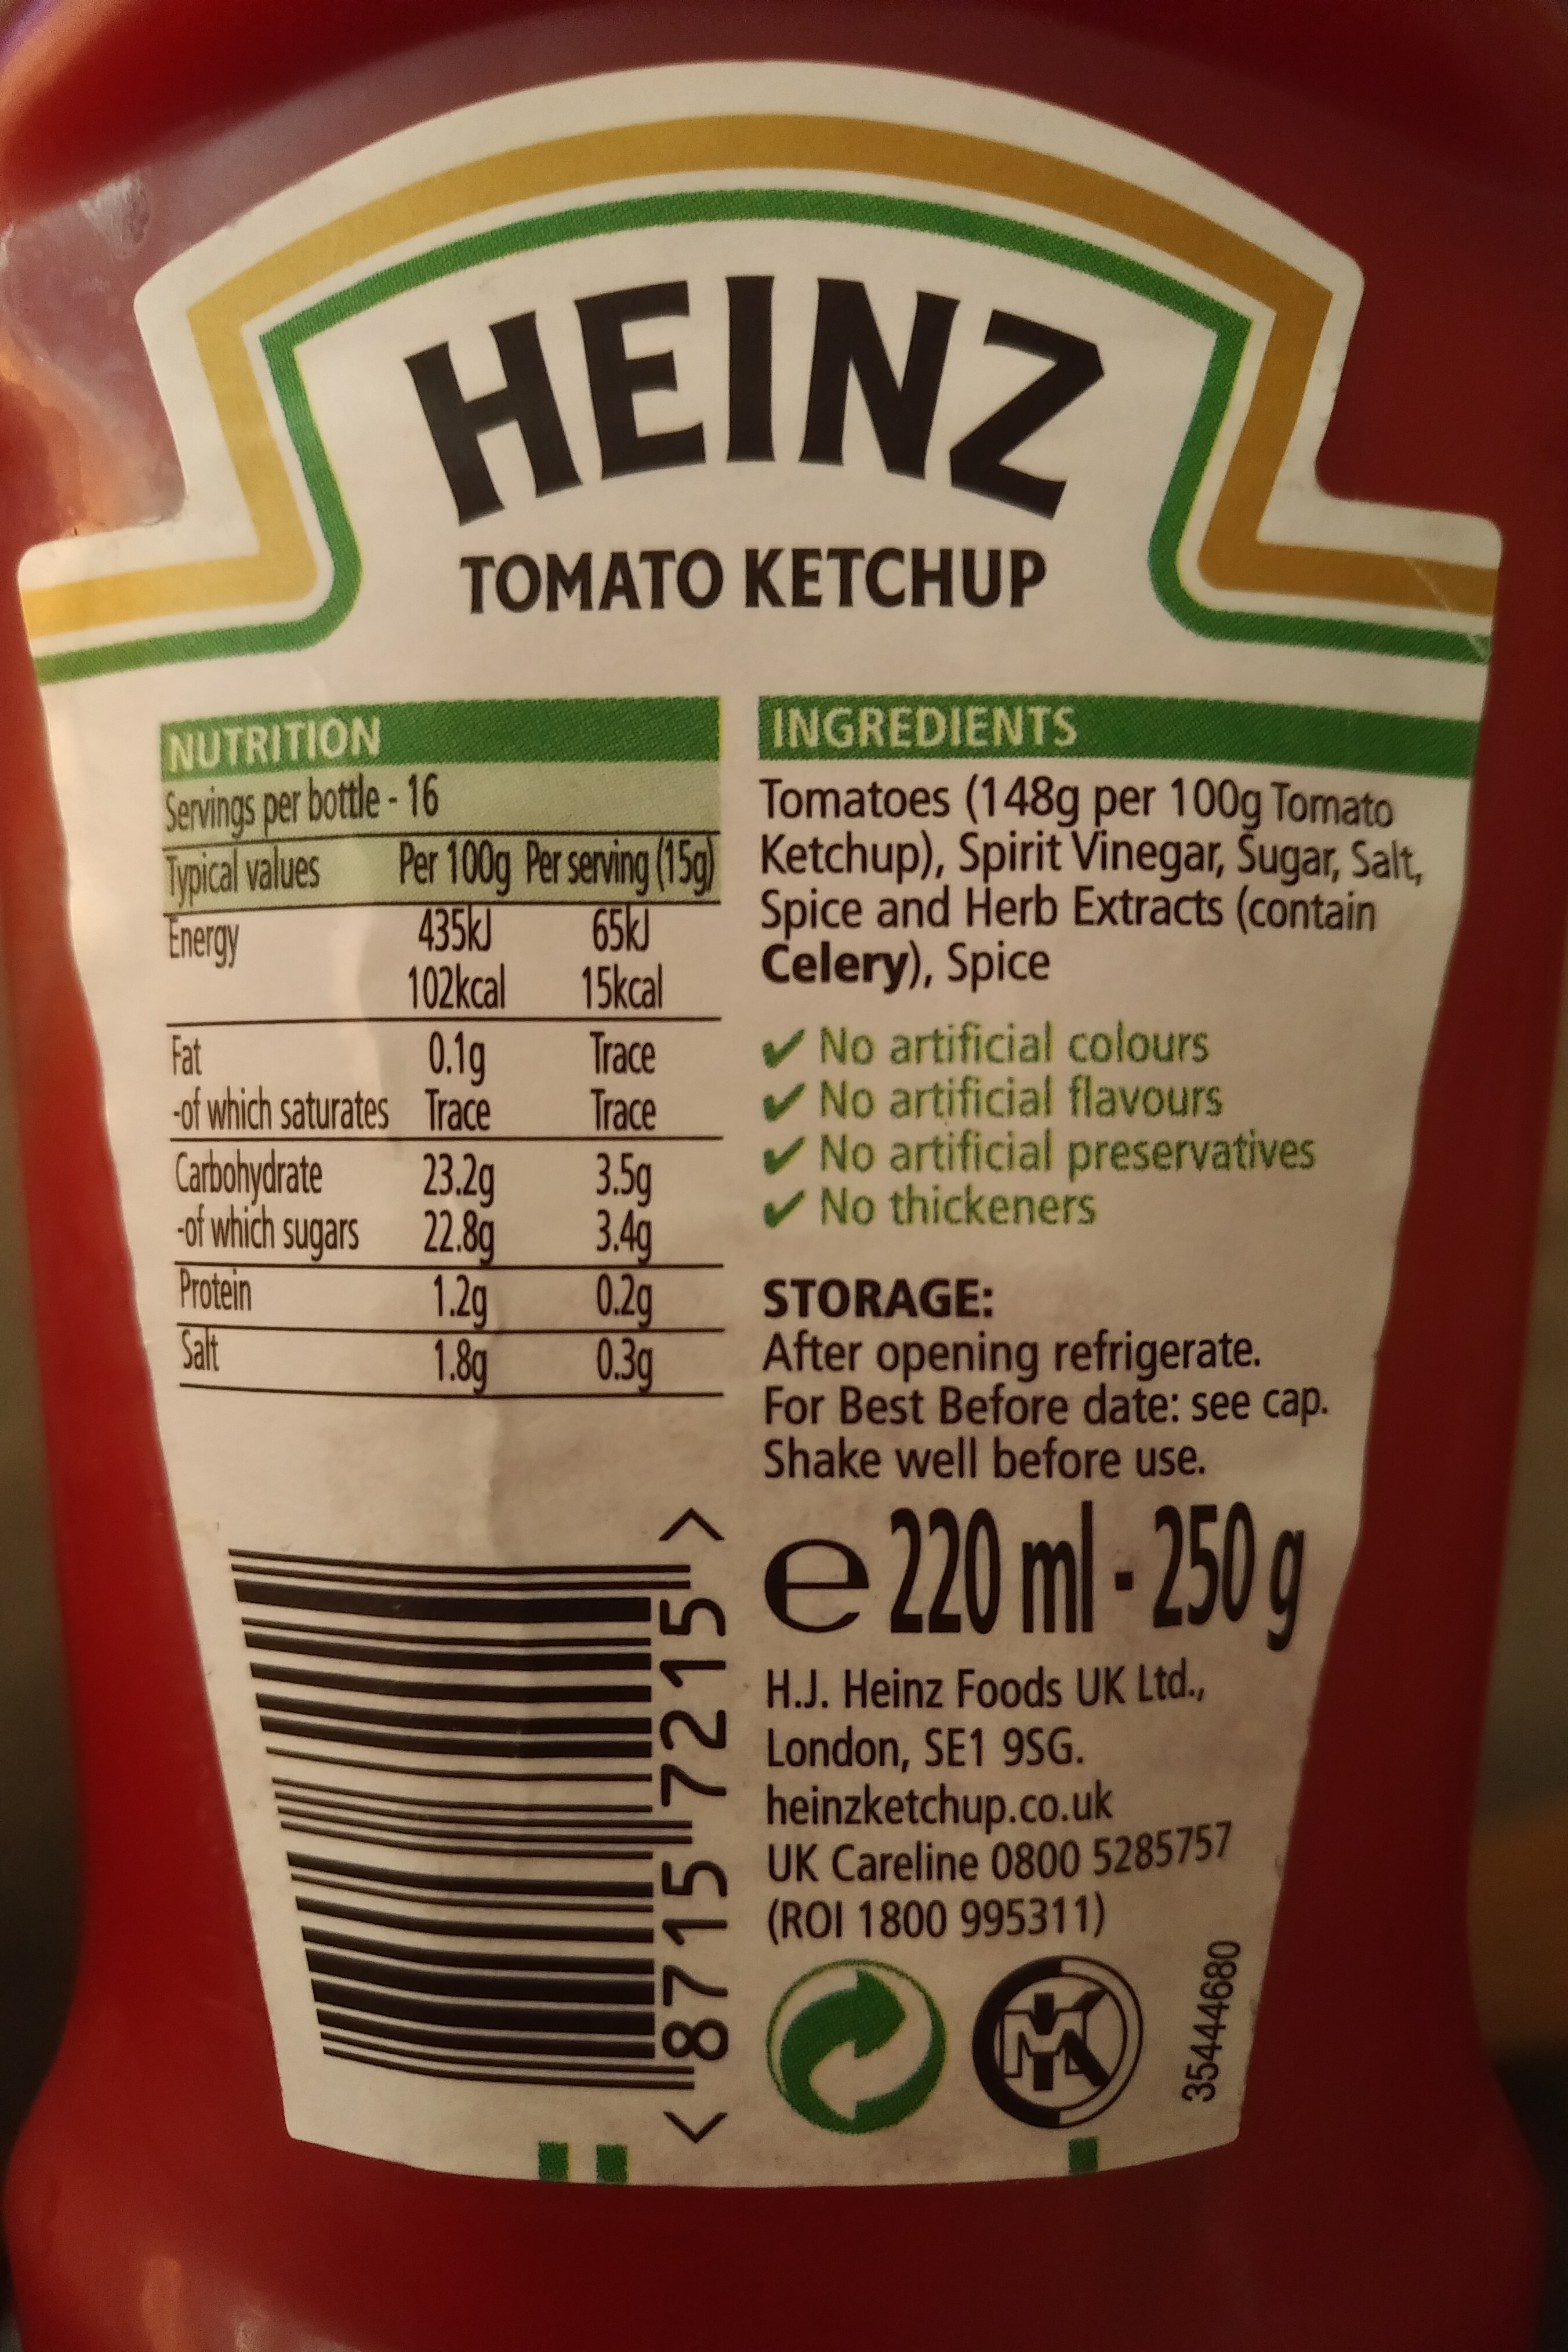 HEINZ
TOMATO KETCHUP
NUTRITION
Servings per bottle - 16
Typical values Per 100g Per serving (15g)
Energy 435kJ 65kJ
102kcal 15kcal
Fat 0.1g Trace
-of which saturates Trace Trace
Carbohydrate 23.2g 3.5g
-of which sugars 22.8g 3.4g
Protein 1.2g 0.2g
Salt 1.8g 0.3g
INGREDIENTS
Tomatoes (148g per 100g Tomato
Ketchup), Spirit Vinegar, Sugar, Salt,
Spice and Herb Extracts (contain
Celery), Spice
✔ No artificial colours
✔ No artificial flavours
✔ No artificial preservatives
✔ No thickeners
STORAGE:
After opening refrigerate.
For Best Before date: see cap.
Shake well before use.
e 220 ml - 250 g
H.J. Heinz Foods UK Ltd.,
London, SE1 9SG.
heinzketchup.co.uk
UK Careline 0800 5285757
(ROI 1800 995311)
< 8715 7215 >
35444680